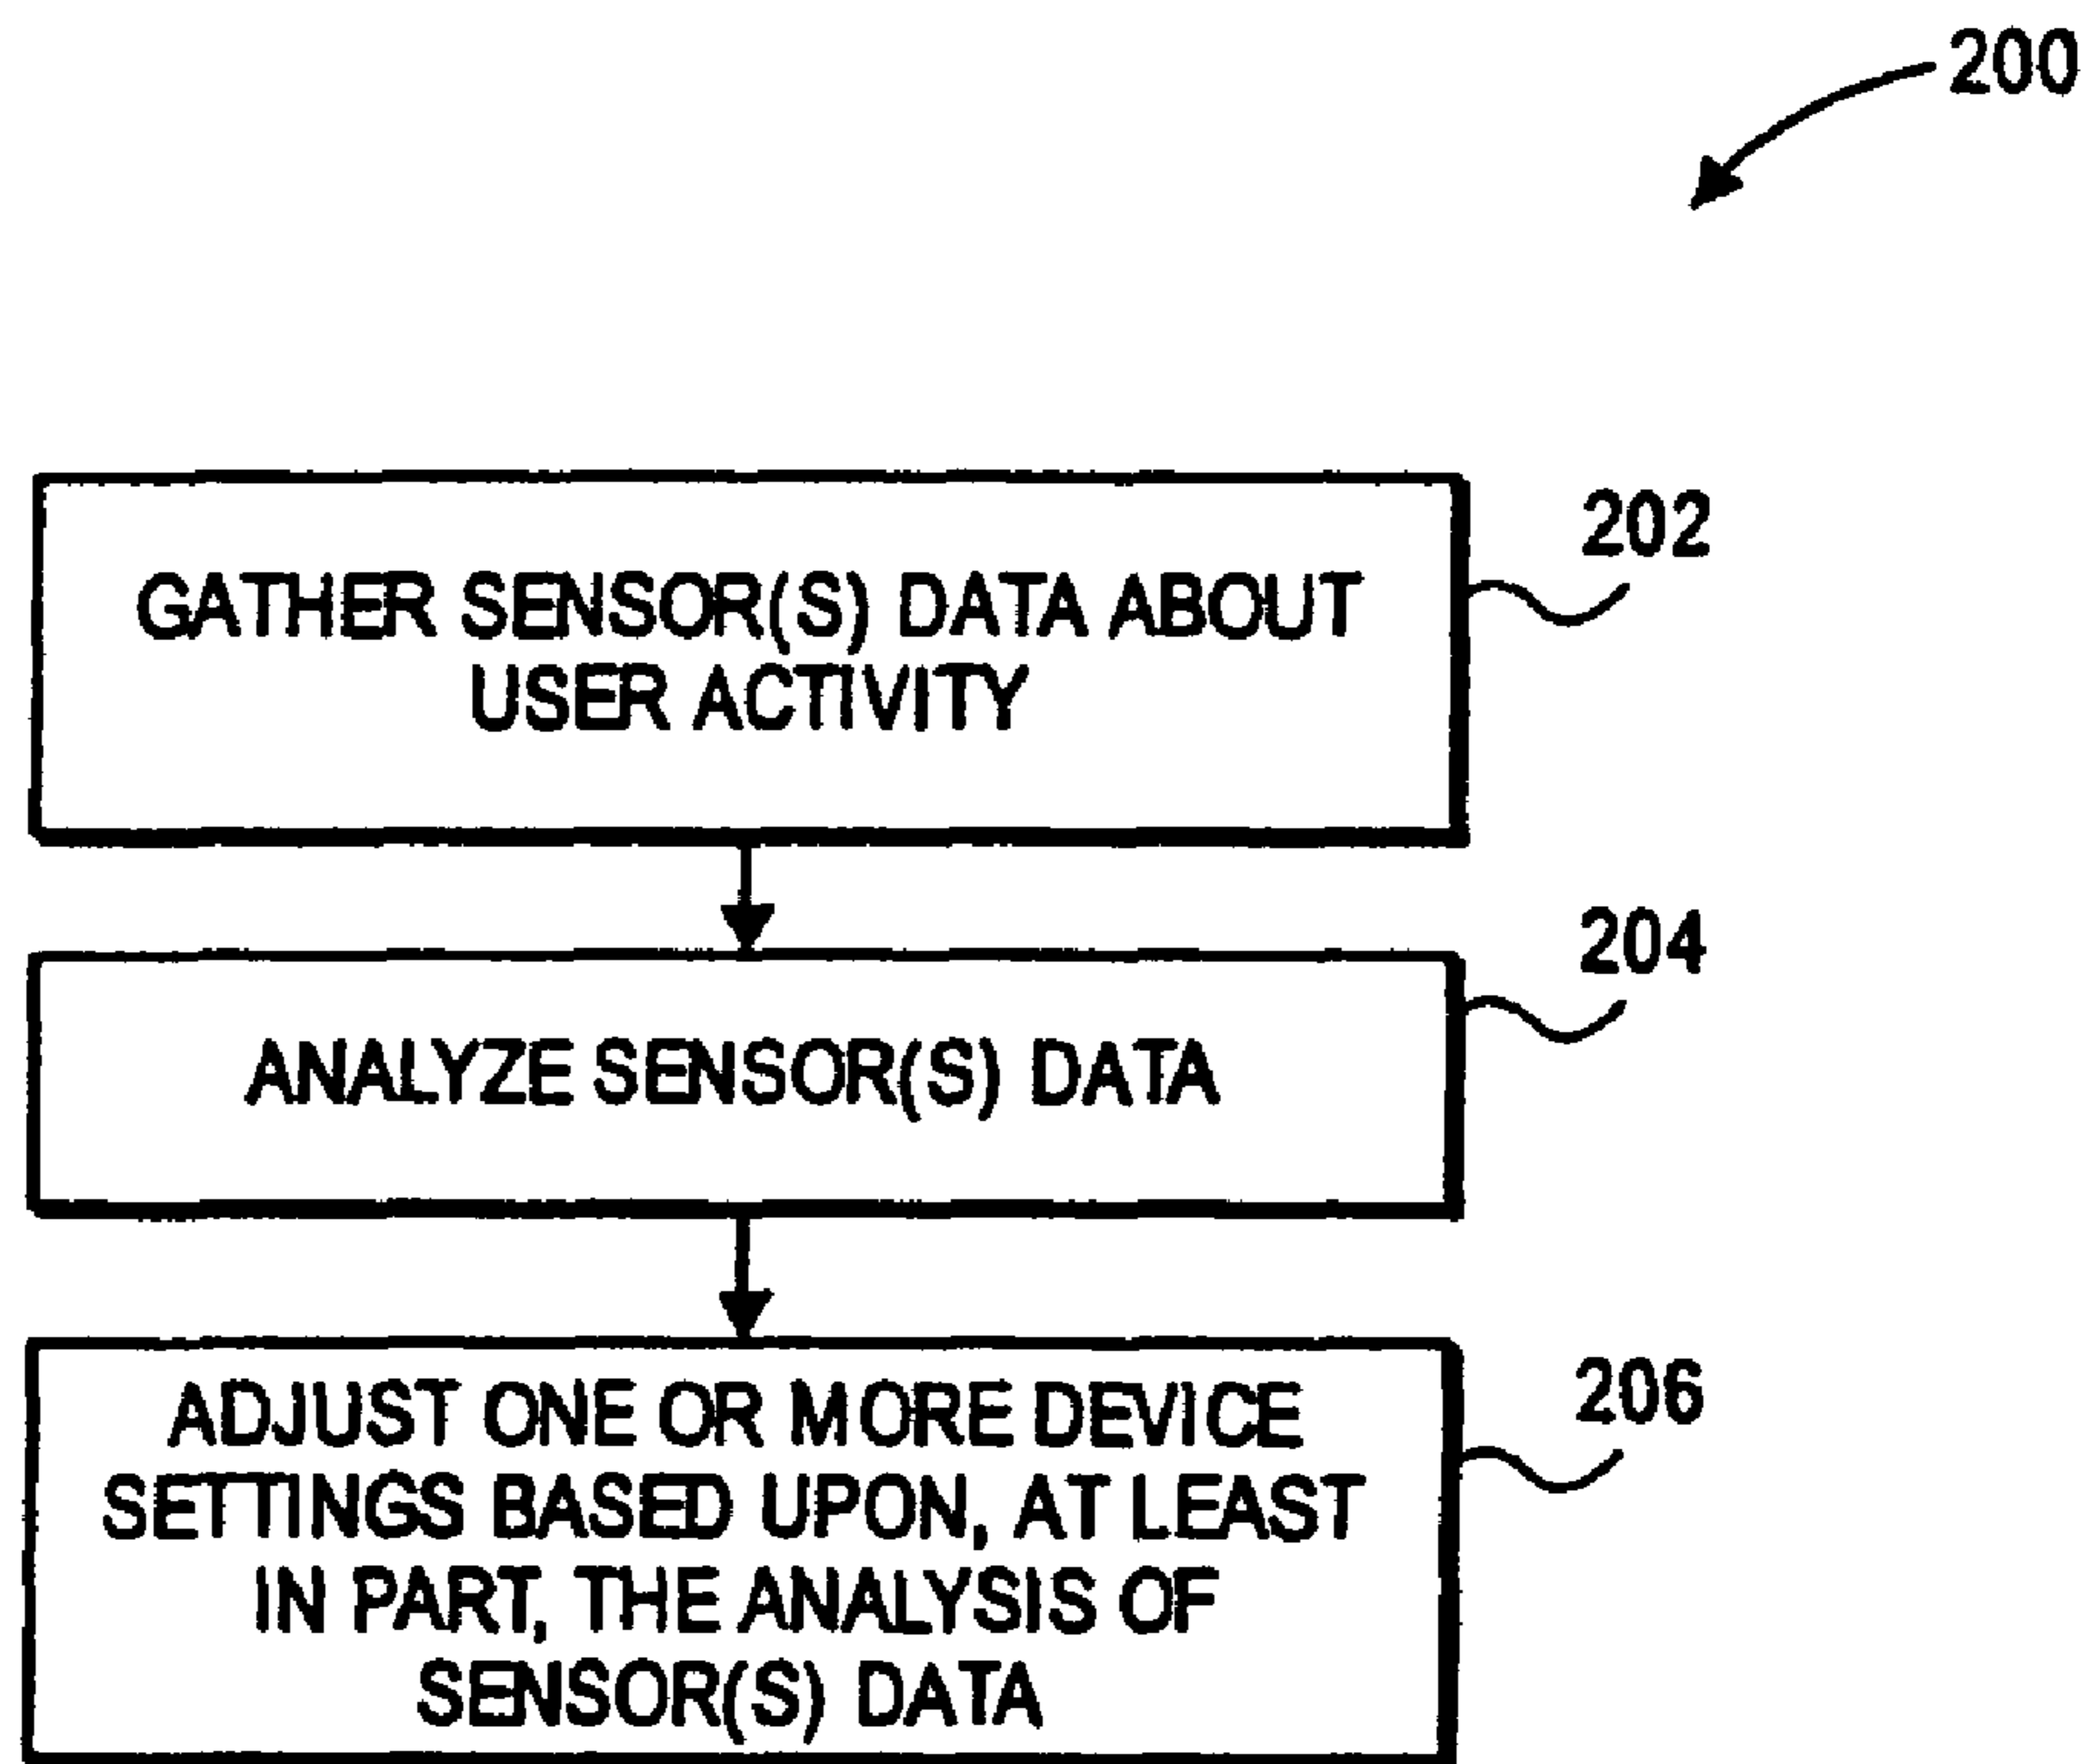 200
202
GATHER SENSOR(S) DATA ABOUT
USER ACTIVITY
204
ANALYZE SENSOR(S) DATA
206
ADJUST ONE OR MORE DEVICE
SETTINGS BASED UPON, AT LEAST
IN PART, THE ANALYSIS OF
SENSOR(S) DATA